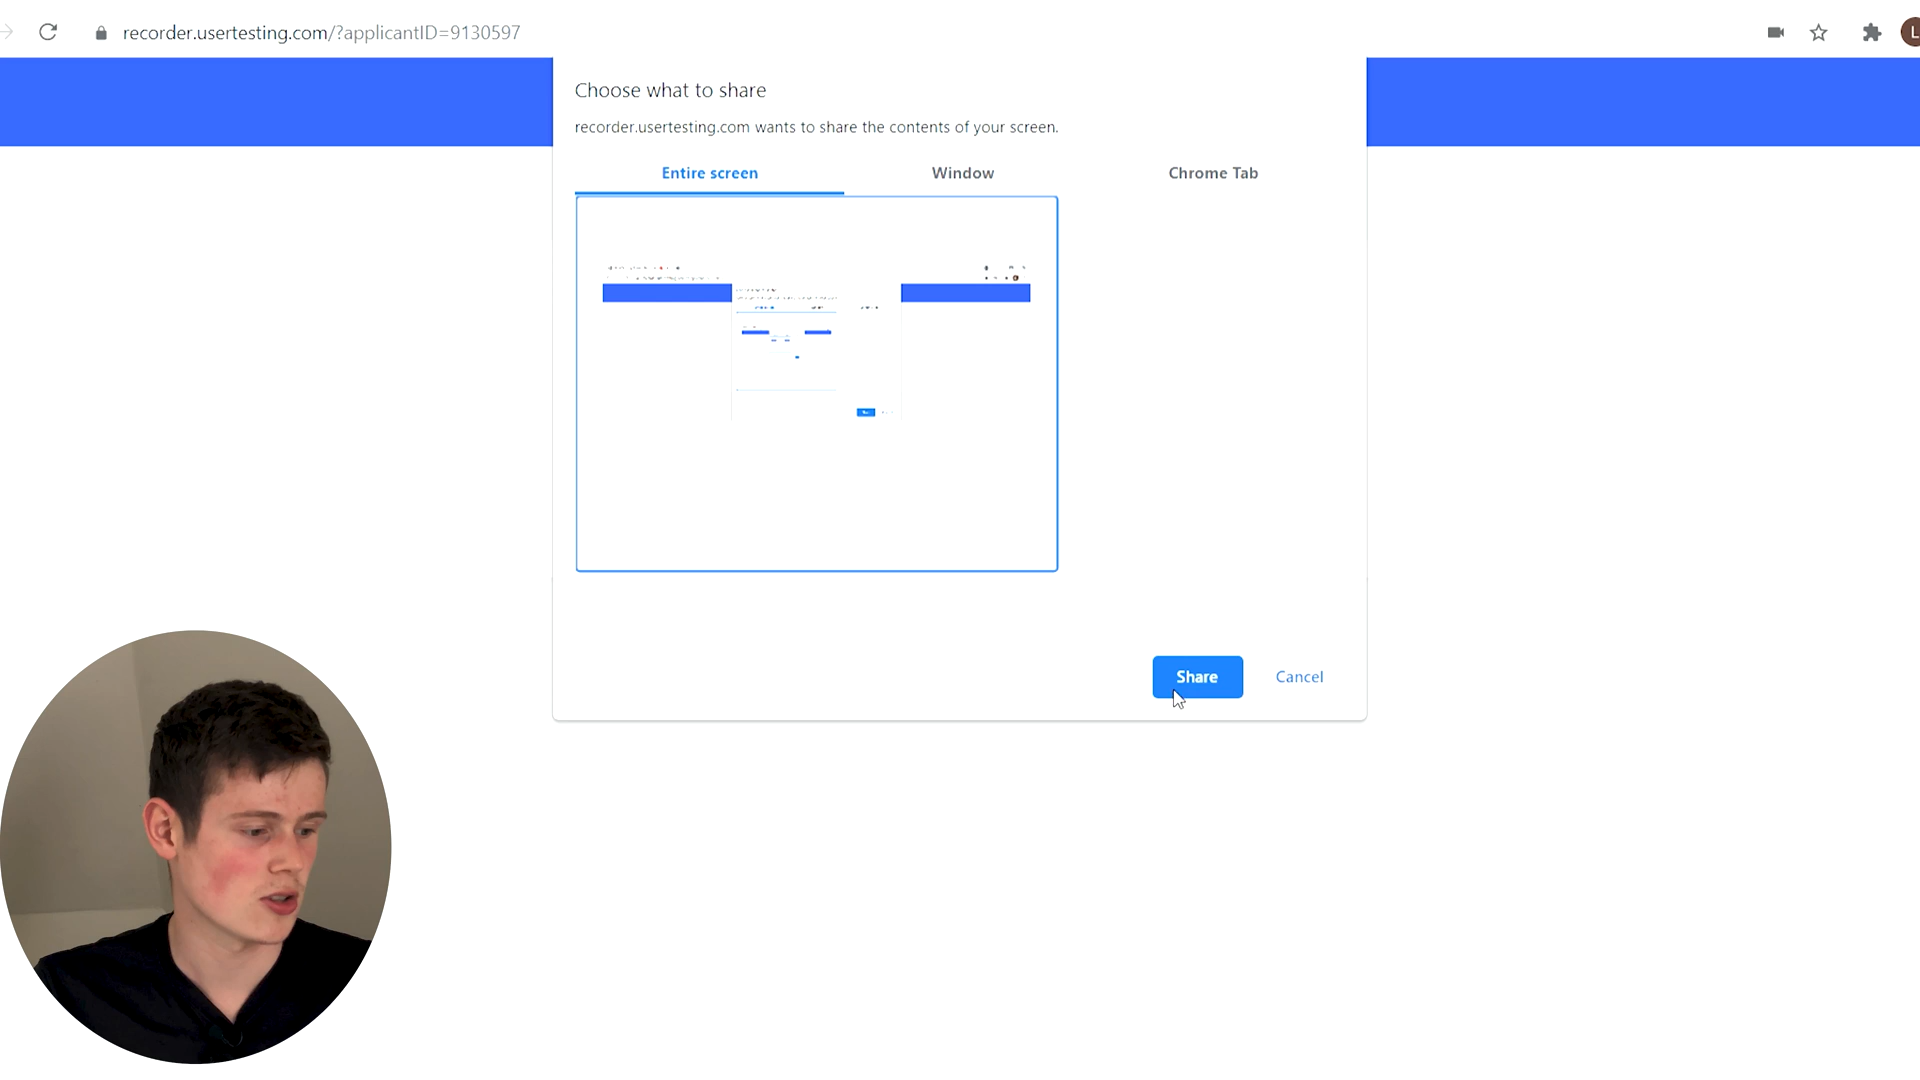 recorder.usertesting.com/?applicantID=9130597
L
Choose what to share
recorder.usertesting.com wants to share the contents of your screen.
Entire screen
Window
Chrome Tab
Share
Cancel